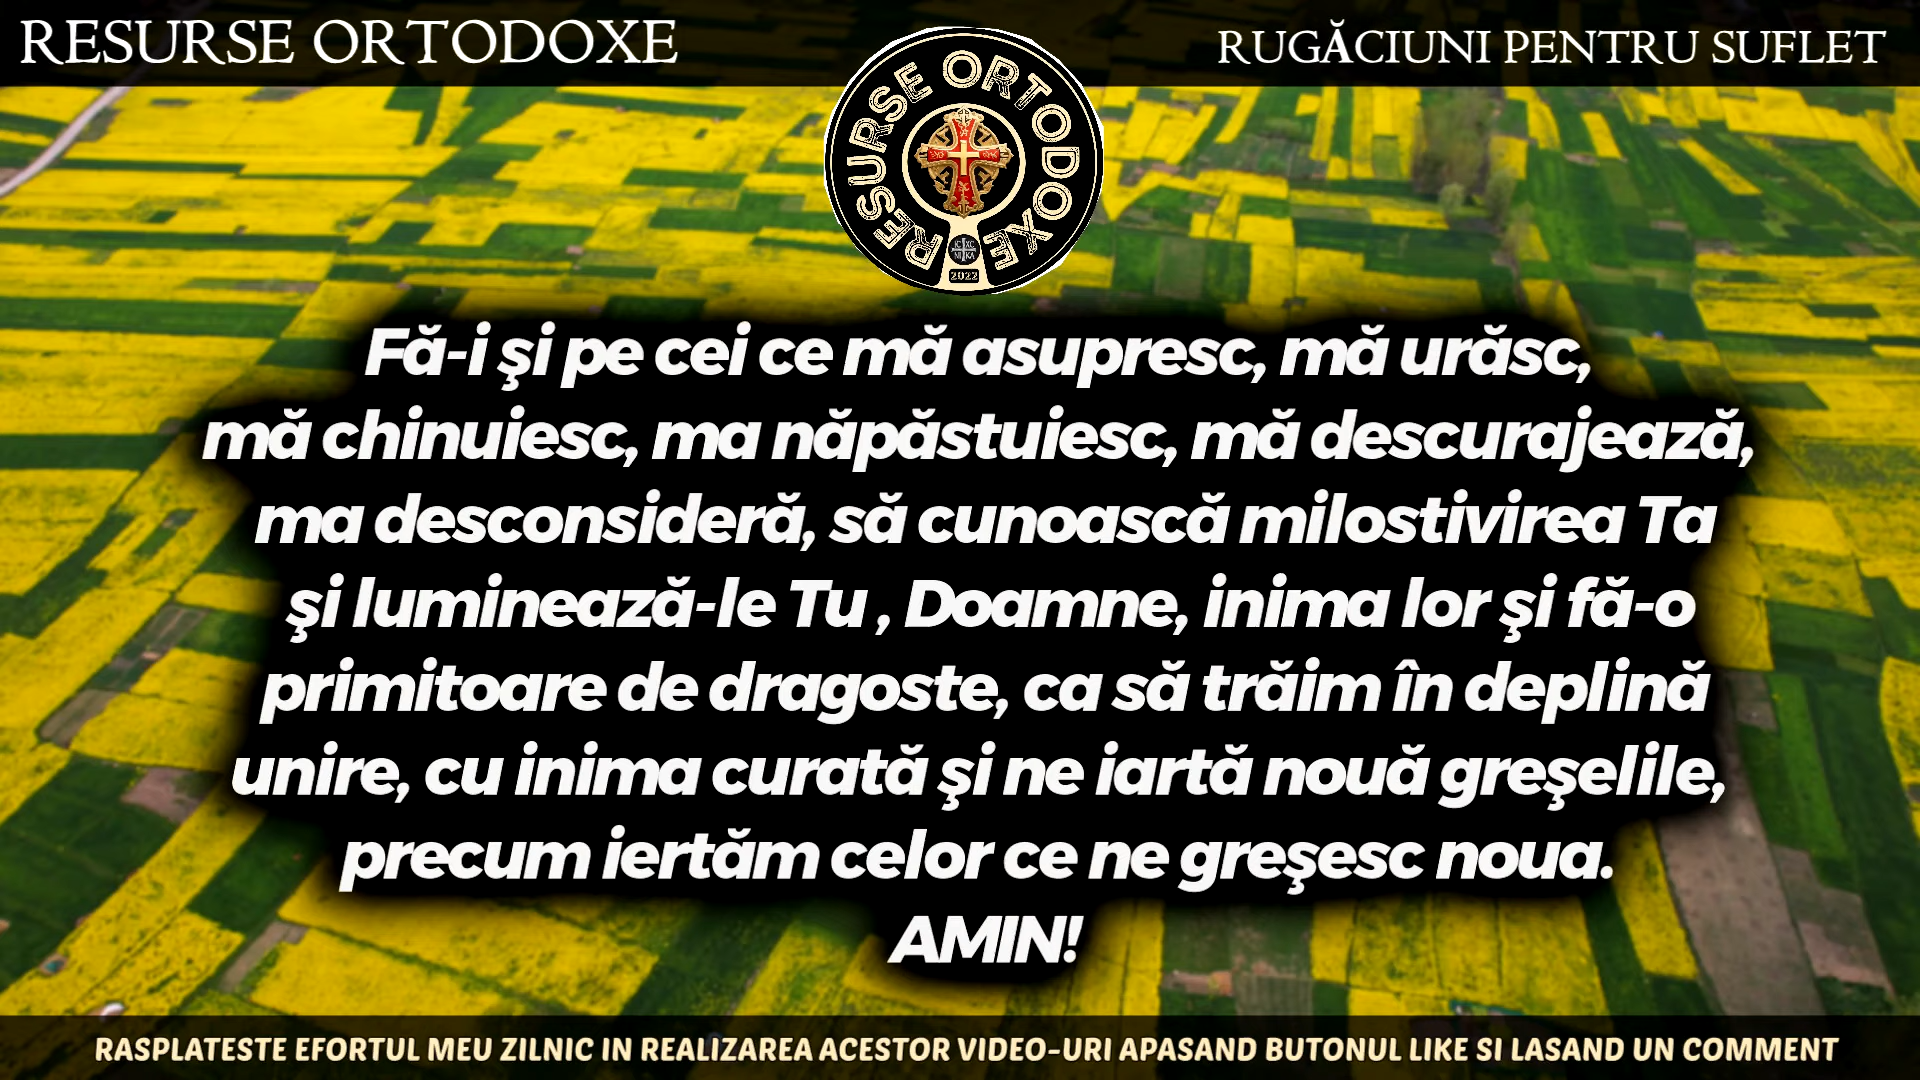 RESURSE ORTODOXE
RUGĂCIUNI PENTRU SUFLET
RESURSE ORTODOXE
IC XC
NI KA
2022
Fă-i şi pe cei ce mă asupresc, mă urăsc,
mă chinuiesc, ma năpăstuiesc, mă descurajează,
ma desconsideră, să cunoască milostivirea Ta
şi luminează-le Tu , Doamne, inima lor şi fă-o
primitoare de dragoste, ca să trăim în deplină
unire, cu inima curată şi ne iartă nouă greşelile,
precum iertăm celor ce ne greşesc noua.
AMIN!
RASPLATESTE EFORTUL MEU ZILNIC IN REALIZAREA ACESTOR VIDEO-URI APASAND BUTONUL LIKE SI LASAND UN COMMENT